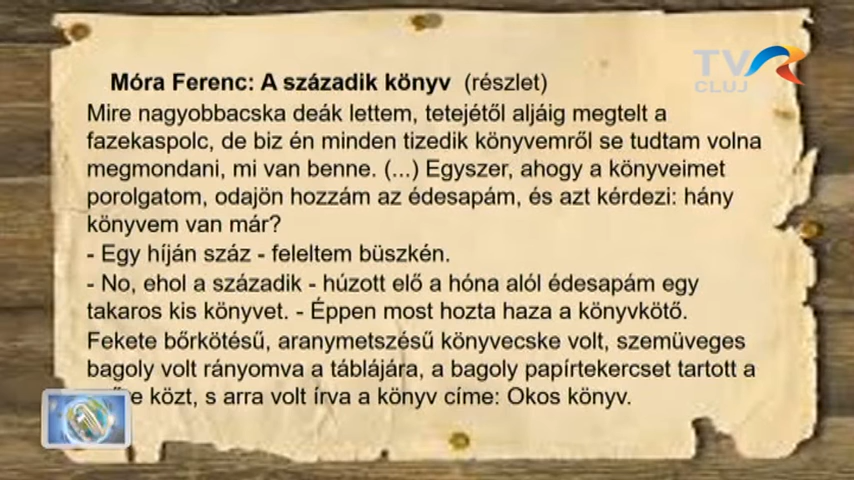 TVR
CLUJ
Móra Ferenc: A századik könyv (részlet)
Mire nagyobbacska deák lettem, tetejétől aljáig megtelt a
fazekaspolc, de biz én minden tizedik könyvemről se tudtam volna
megmondani, mi van benne. (...) Egyszer, ahogy a könyveimet
porolgatom, odajön hozzám az édesapám, és azt kérdezi: hány
könyvem van már?
- Egy híján száz - feleltem büszkén.
- No, ehol a századik - húzott elő a hóna alól édesapám egy
takaros kis könyvet. - Éppen most hozta haza a könyvkötő.
Fekete bőrkötésű, aranymetszésű könyvecske volt, szemüveges
bagoly volt rányomva a táblájára, a bagoly papírtekercset tartott a
közt, s arra volt írva a könyv címe: Okos könyv.